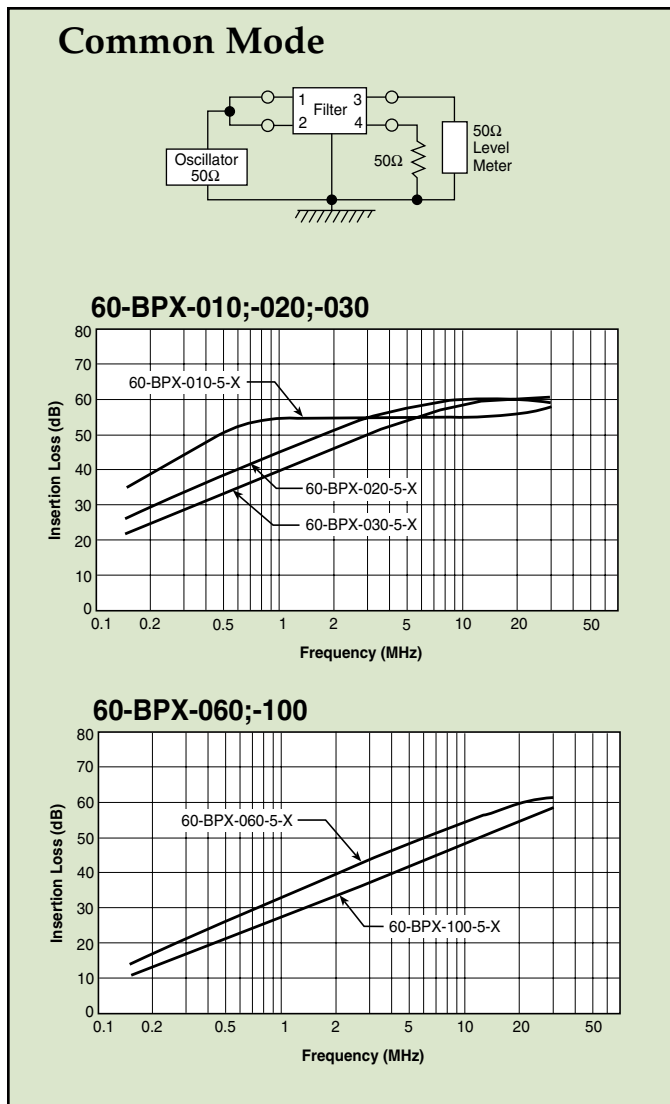 Common Mode
1 Filter 3
2 4
Oscillator
50Ω
50Ω
50Ω
Level
Meter
60-BPX-010;-020;-030
Insertion Loss (dB)
80
70
60
50
40
30
20
10
0
60-BPX-010-5-X
60-BPX-020-5-X
60-BPX-030-5-X
0.1 0.2 0.5 1 2 5 10 20 50
Frequency (MHz)
60-BPX-060;-100
Insertion Loss (dB)
80
70
60
50
40
30
20
10
0
60-BPX-060-5-X
60-BPX-100-5-X
0.1 0.2 0.5 1 2 5 10 20 50
Frequency (MHz)